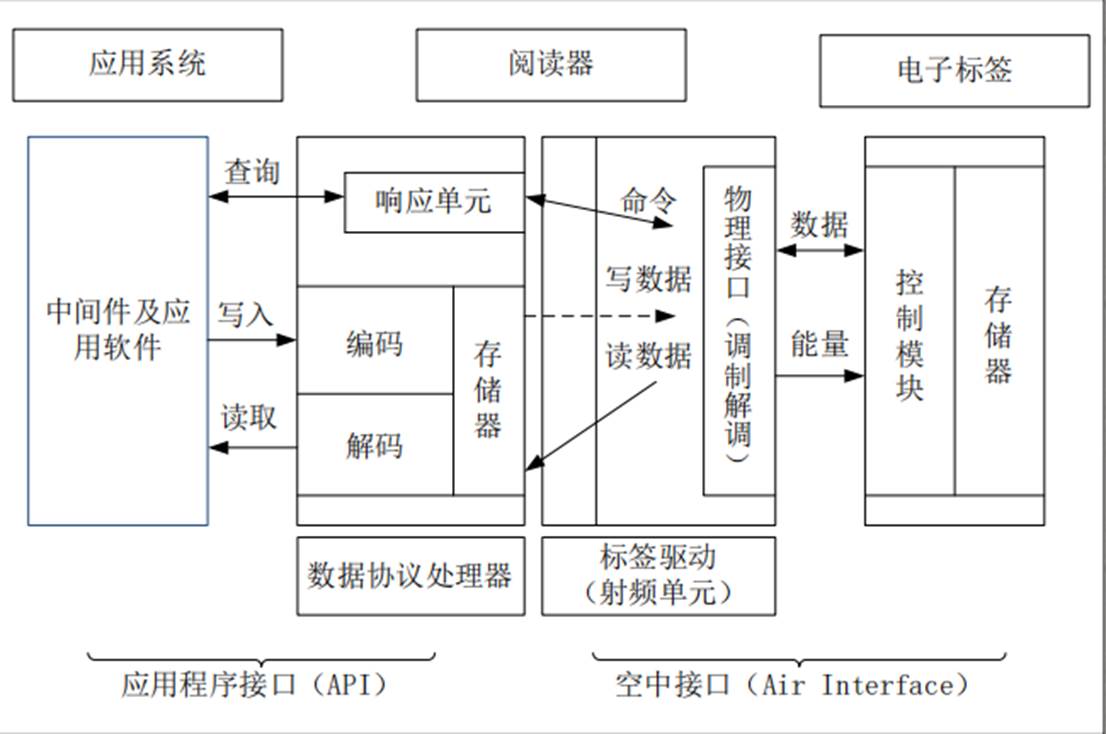 应用系统
阅读器
电子标签
中间件及应
用软件
查询
写入
读取
响应单元
编码
解码
存储器
命令
写数据
读数据
物理接口（调制解调）
数据
能量
控制模块
存储器
数据协议处理器
标签驱动
（射频单元）
应用程序接口（API）
空中接口（Air Interface）